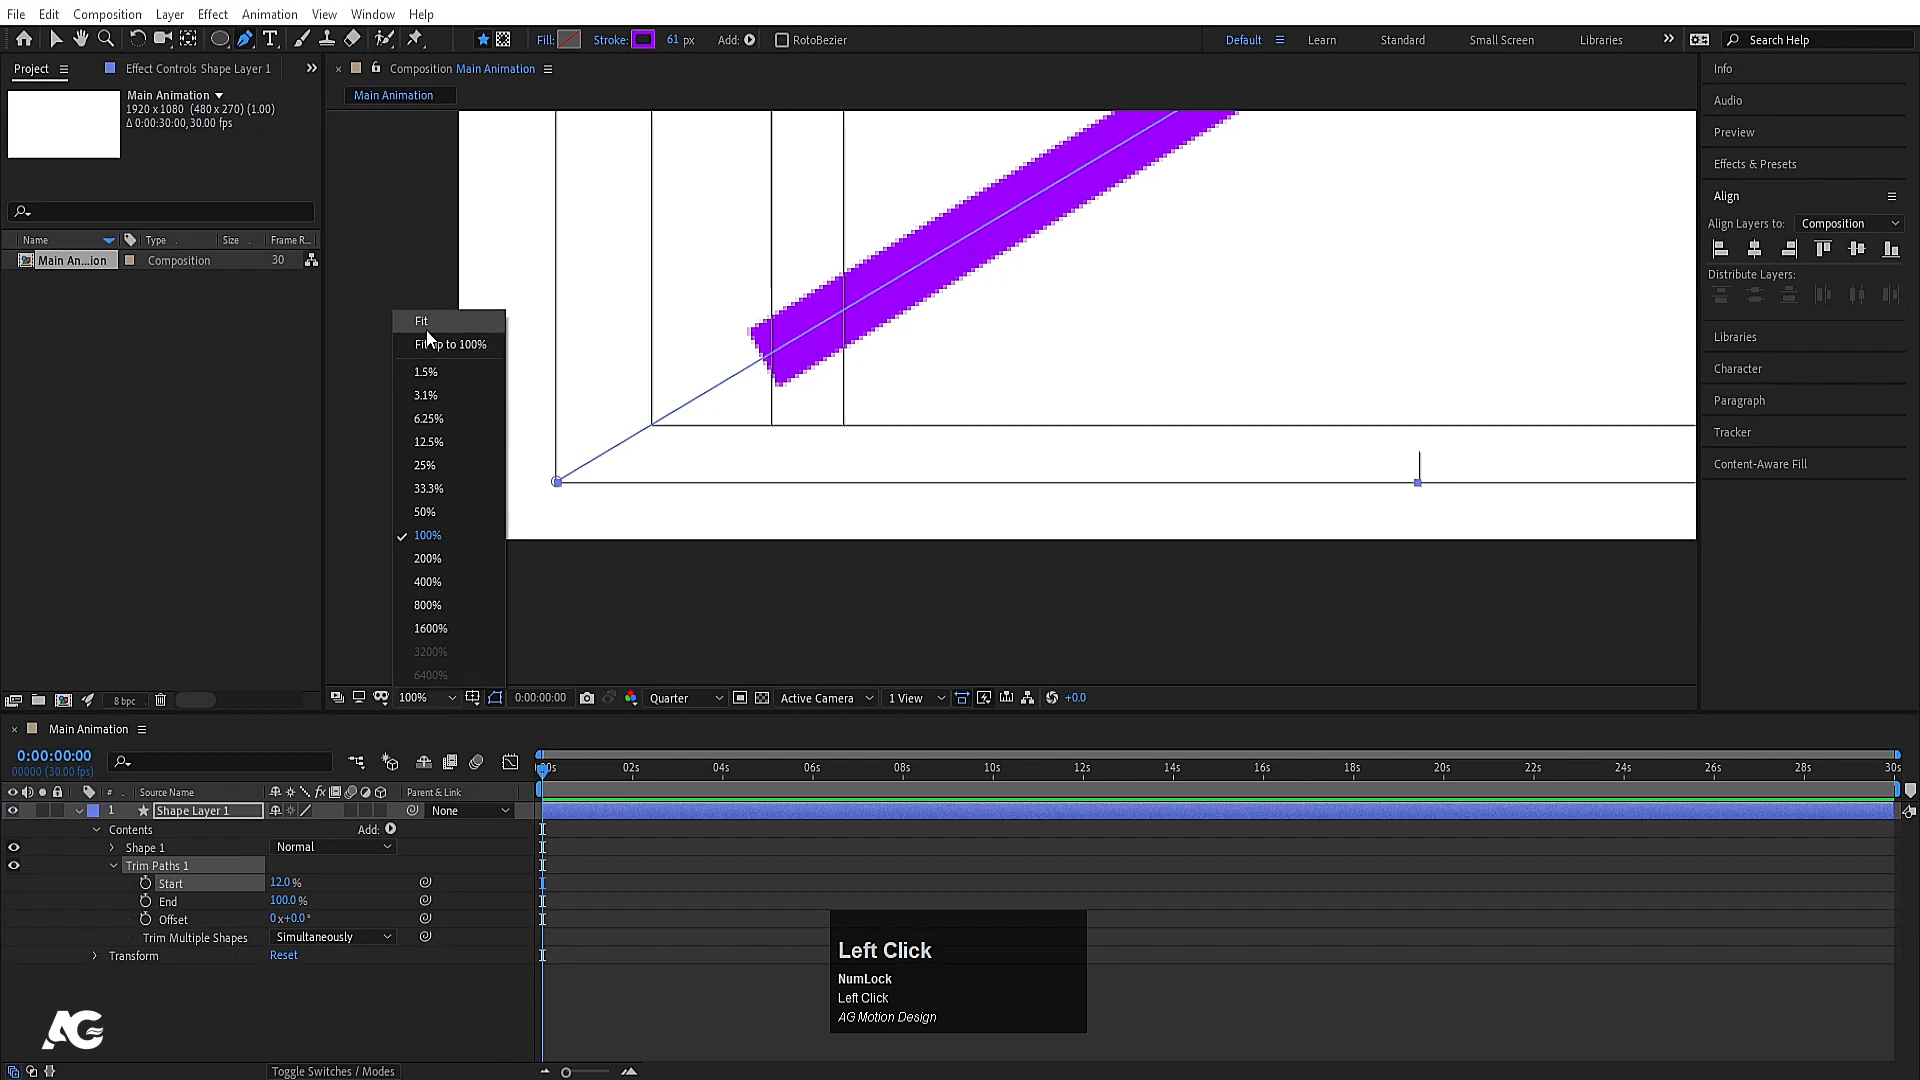 File Edit Composition Layer Effect Animation View Window Help
Fill: Stroke: 61 px Add: RotoBezier Default Learn Standard Small Screen Libraries Search Help
Project Effect Controls Shape Layer 1
Composition Main Animation
Main Animation
1920 x 1080 (480 x 270) (1.00)
Δ 0:00:30:00, 30.00 fps
Main Animation
Name Type Size Frame R...
Main An...ion Composition 30
Fit
Fit up to 100%
1.5%
3.1%
6.25%
12.5%
25%
33.3%
50%
100%
200%
400%
800%
1600%
3200%
6400%
Info
Audio
Preview
Effects & Presets
Align
Align Layers to: Composition
Distribute Layers:
Libraries
Character
Paragraph
Tracker
Content-Aware Fill
8 bpc
100% 0:00:00:00 Quarter Active Camera 1 View +0.0
Main Animation
0:00:00:00
00000 (30.00 fps)
02s 04s 06s 08s 10s 12s 14s 16s 18s 20s 22s 24s 26s 28s 30s
# Source Name fx Parent & Link
1 Shape Layer 1 None
Contents Add:
Shape 1 Normal
Trim Paths 1
Start 12.0 %
End 100.0 %
Offset 0 x +0.0 °
Trim Multiple Shapes Simultaneously
Transform Reset
Left Click
NumLock
Left Click
AG Motion Design
AG
Toggle Switches / Modes